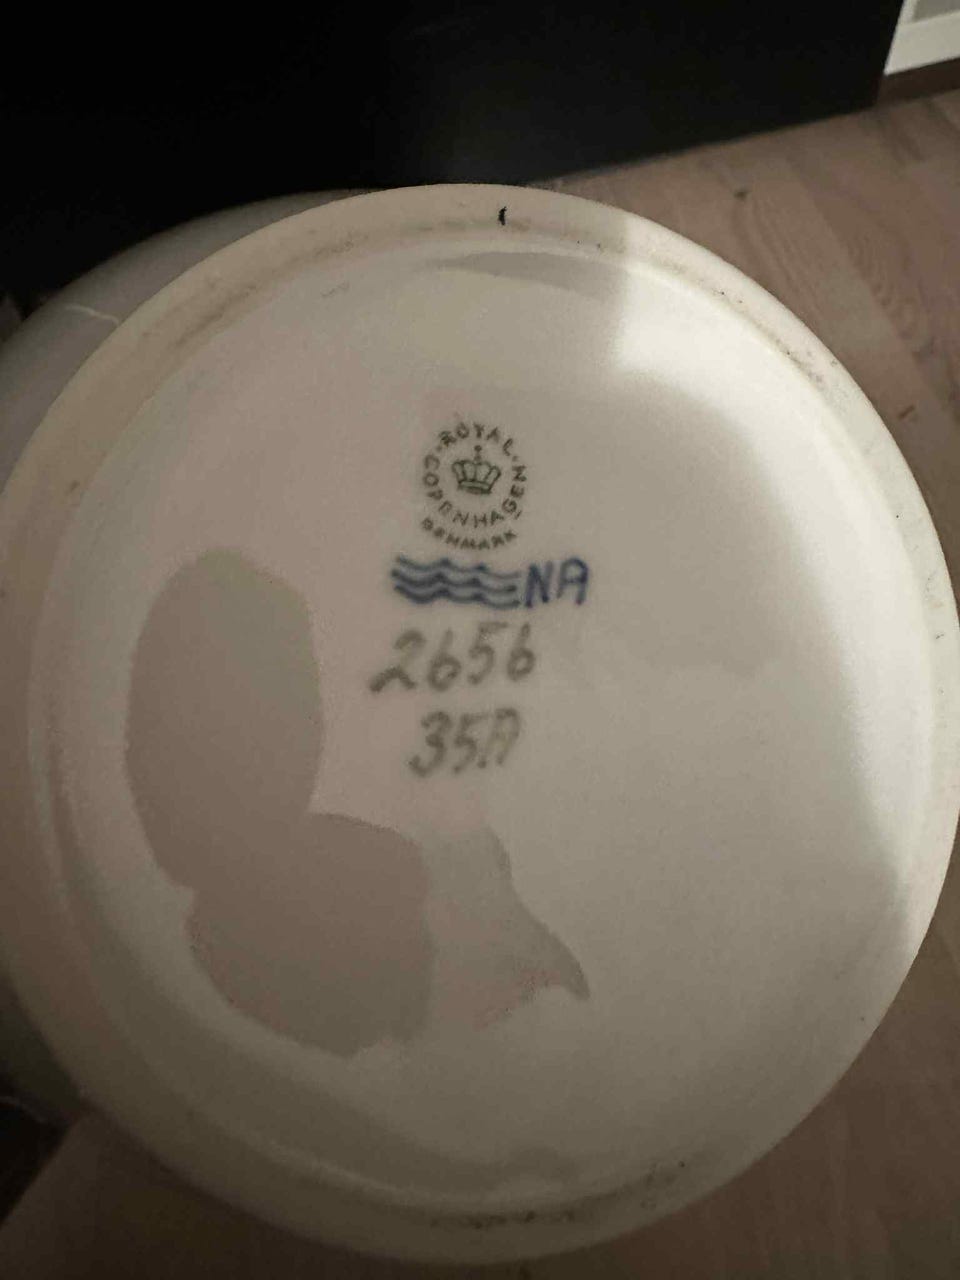 ROYAL
COPENHAGEN
DENMARK
NA
2656
35A